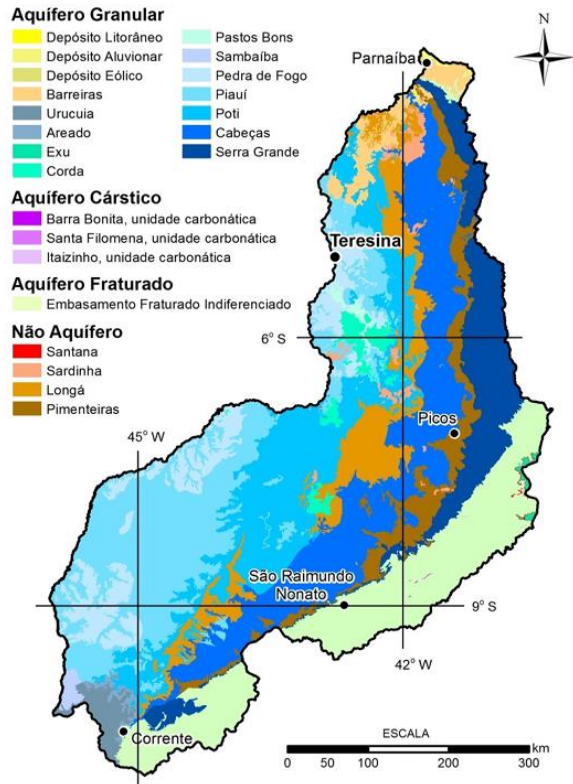 Aquífero Granular
Depósito Litorâneo
Depósito Aluvionar
Depósito Eólico
Barreiras
Urucuia
Areado
Exu
Corda
Pastos Bons
Sambaíba
Pedra de Fogo
Piauí
Poti
Cabeças
Serra Grande
Aquífero Cárstico
Barra Bonita, unidade carbonática
Santa Filomena, unidade carbonática
Itaizinho, unidade carbonática
Aquífero Fraturado
Embasamento Fraturado Indiferenciado
Não Aquífero
Santana
Sardinha
Longá
Pimenteiras
N
Parnaíba
Teresina
6° S
Picos
45° W
São Raimundo
Nonato
9° S
42° W
Corrente
ESCALA
0 50 100 200 300
km